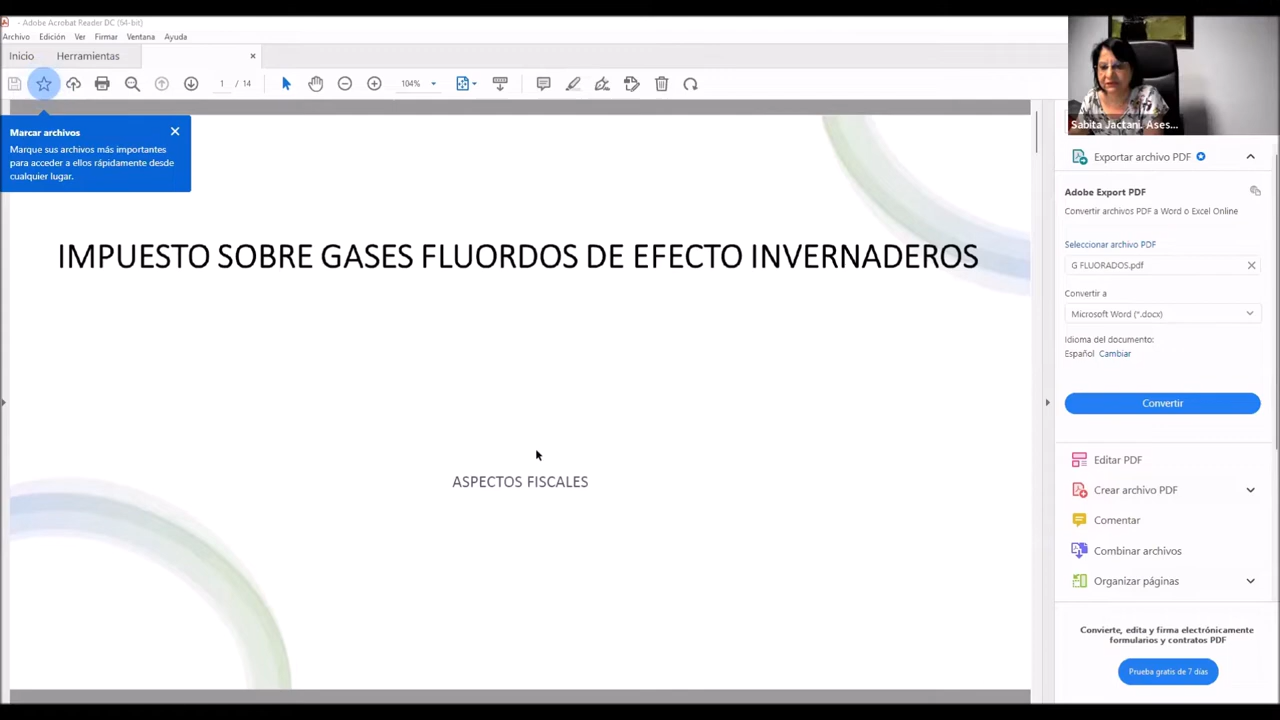 - Adobe Acrobat Reader DC (64-bit)
Archivo Edición Ver Firmar Ventana Ayuda
Inicio Herramientas
1 / 14
104%
Marcar archivos
Marque sus archivos más importantes
para acceder a ellos rápidamente desde
cualquier lugar.
IMPUESTO SOBRE GASES FLUORDOS DE EFECTO INVERNADEROS
ASPECTOS FISCALES
Sabita Jactani. Ases...
Exportar archivo PDF
Adobe Export PDF
Convertir archivos PDF a Word o Excel Online
Seleccionar archivo PDF
G FLUORADOS.pdf
Convertir a
Microsoft Word (*.docx)
Idioma del documento:
Español Cambiar
Convertir
Editar PDF
Crear archivo PDF
Comentar
Combinar archivos
Organizar páginas
Convierte, edita y firma electrónicamente
formularios y contratos PDF
Prueba gratis de 7 días